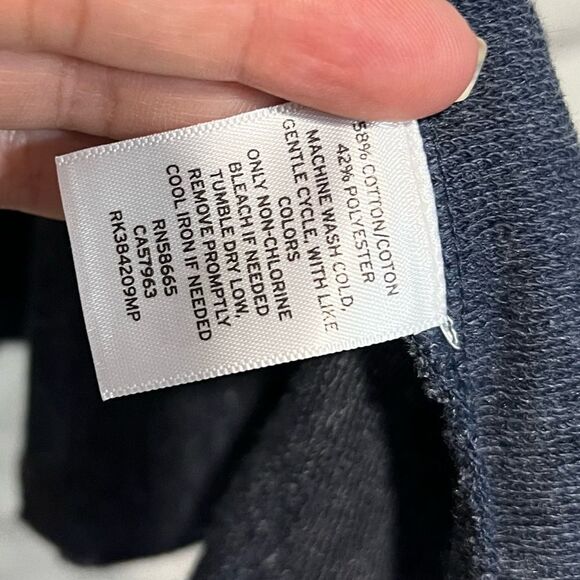 58% COTTON/COTON
42% POLYESTER
MACHINE WASH COLD,
GENTLE CYCLE, WITH LIKE
COLORS
ONLY NON-CHLORINE
BLEACH IF NEEDED
TUMBLE DRY LOW,
REMOVE PROMPTLY
COOL IRON IF NEEDED
RN58665
CA57963
RK384209MP